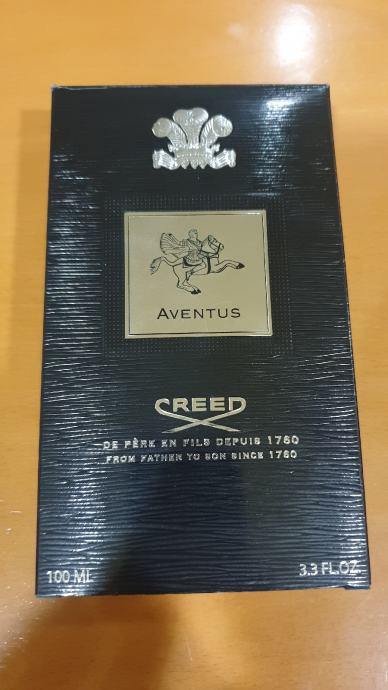 AVENTUS
CREED
DE PÈRE EN FILS DEPUIS 1760
FROM FATHER TO SON SINCE 1760
100 ML
3.3 FL.OZ.